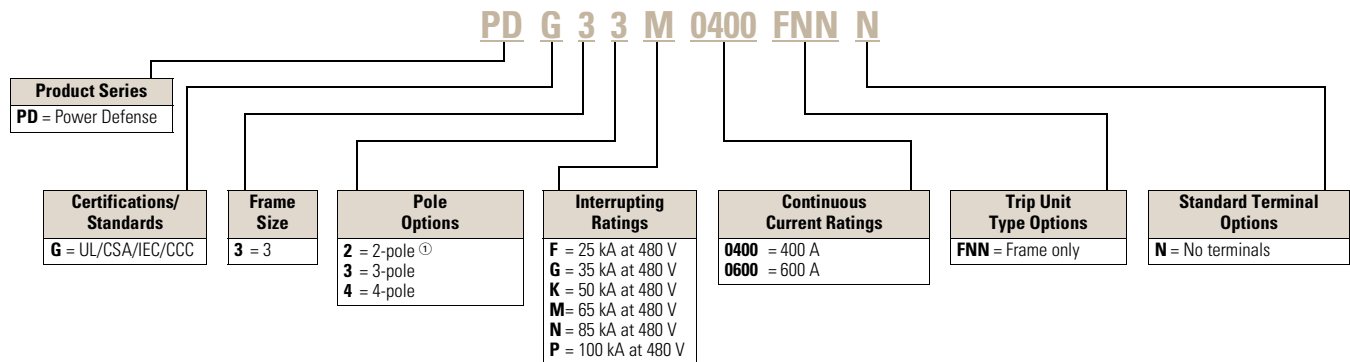 PD G 3 3 M 0400 FNN N
Product Series
PD = Power Defense
Certifications/
Standards
G = UL/CSA/IEC/CCC
Frame
Size
3 = 3
Pole
Options
2 = 2-pole ①
3 = 3-pole
4 = 4-pole
Interrupting
Ratings
F = 25 kA at 480 V
G = 35 kA at 480 V
K = 50 kA at 480 V
M= 65 kA at 480 V
N = 85 kA at 480 V
P = 100 kA at 480 V
Continuous
Current Ratings
0400 = 400 A
0600 = 600 A
Trip Unit
Type Options
FNN = Frame only
Standard Terminal
Options
N = No terminals